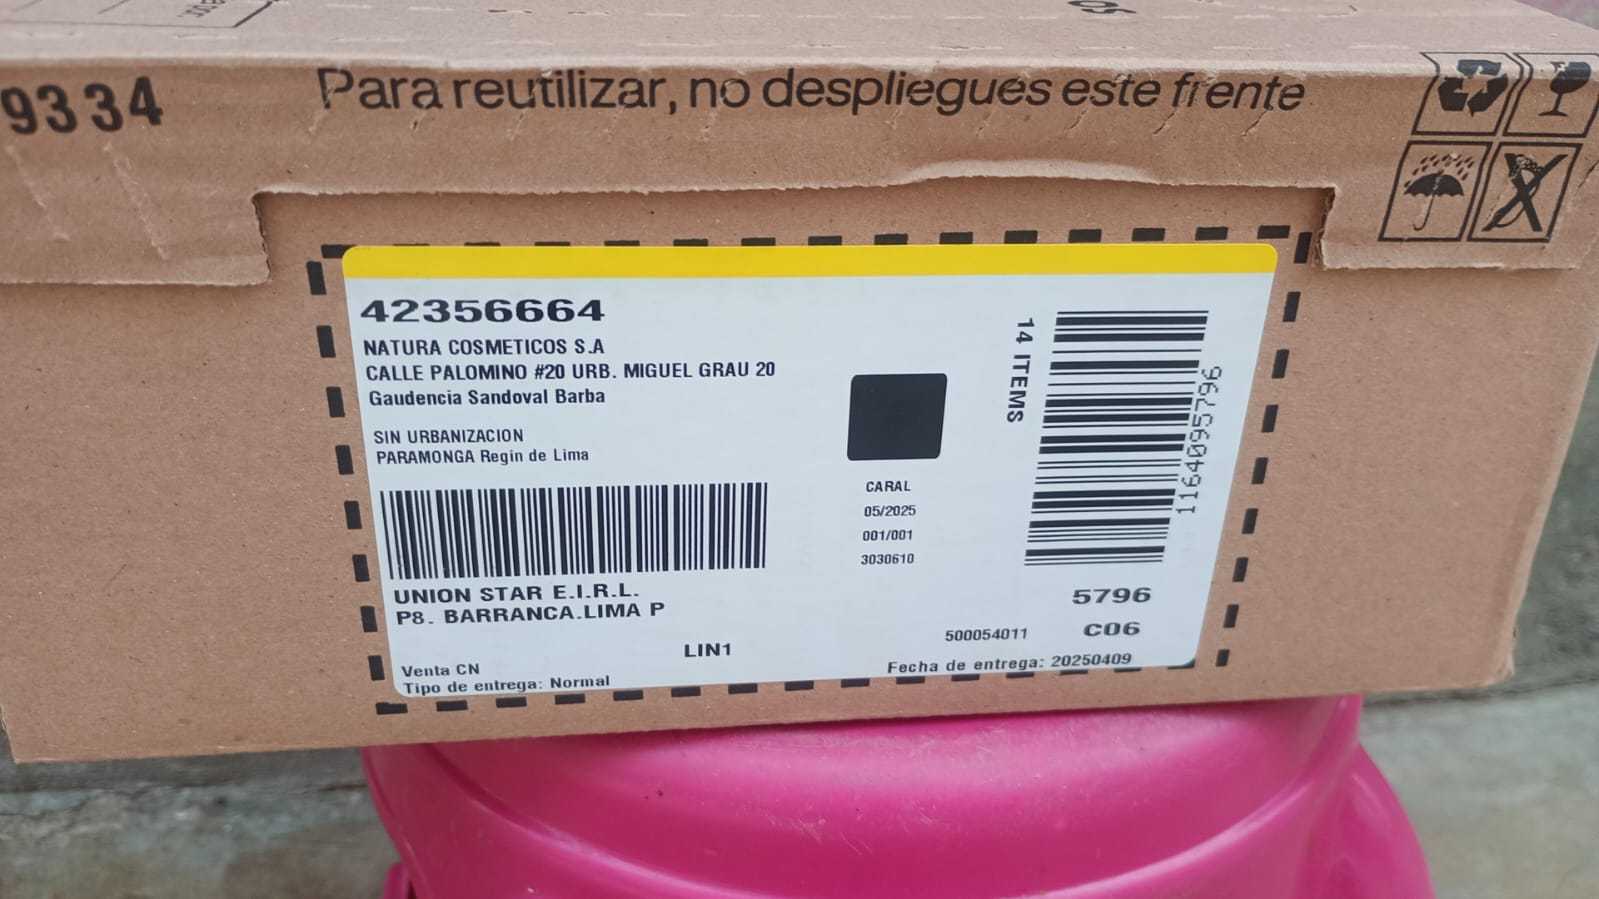 9334
Para reutilizar, no despliegues este frente
42356664
NATURA COSMETICOS S.A
CALLE PALOMINO #20 URB. MIGUEL GRAU 20
Gaudencia Sandoval Barba
SIN URBANIZACION
PARAMONGA Regin de Lima
UNION STAR E.I.R.L.
P8. BARRANCA.LIMA P
LIN1
Venta CN
Tipo de entrega: Normal
CARAL
05/2025
001/001
3030610
14 ITEMS
1164095796
5796
500054011
C06
Fecha de entrega: 20250409